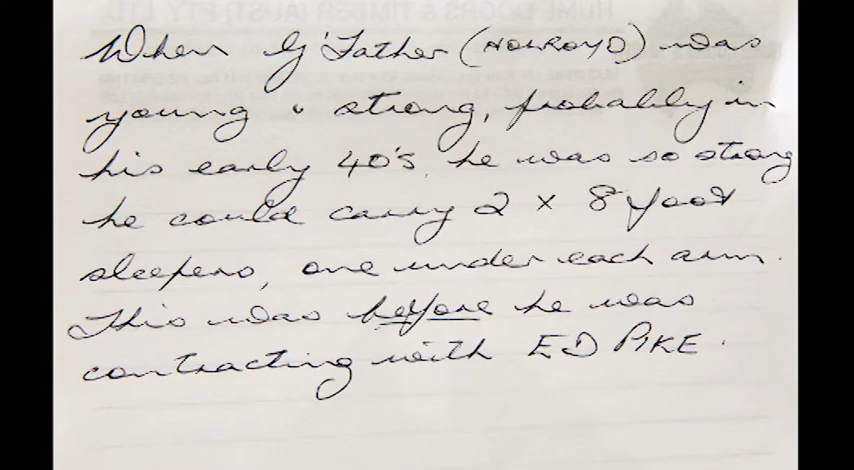 When G'Father (HOLROYD) was
young & strong, probably in
his early 40's, he was so strong
he could carry 2 x 8 foot
sleepers, one under each arm.
This was before he was
contracting with ED PIKE.